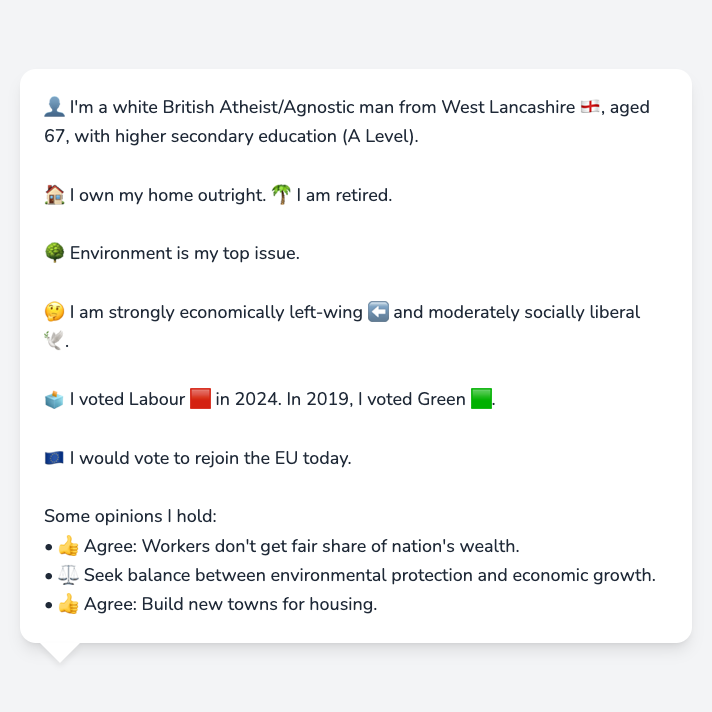 👤 I'm a white British Atheist/Agnostic man from West Lancashire 🏴󠁧󠁢󠁥󠁮󠁧󠁿, aged
67, with higher secondary education (A Level).
🏠 I own my home outright. 🌴 I am retired.
🌳 Environment is my top issue.
🤔 I am strongly economically left-wing ⬅️ and moderately socially liberal
🕊️.
🗳️ I voted Labour 🟥 in 2024. In 2019, I voted Green 🟩.
🇪🇺 I would vote to rejoin the EU today.
Some opinions I hold:
• 👍 Agree: Workers don't get fair share of nation's wealth.
• ⚖️ Seek balance between environmental protection and economic growth.
• 👍 Agree: Build new towns for housing.